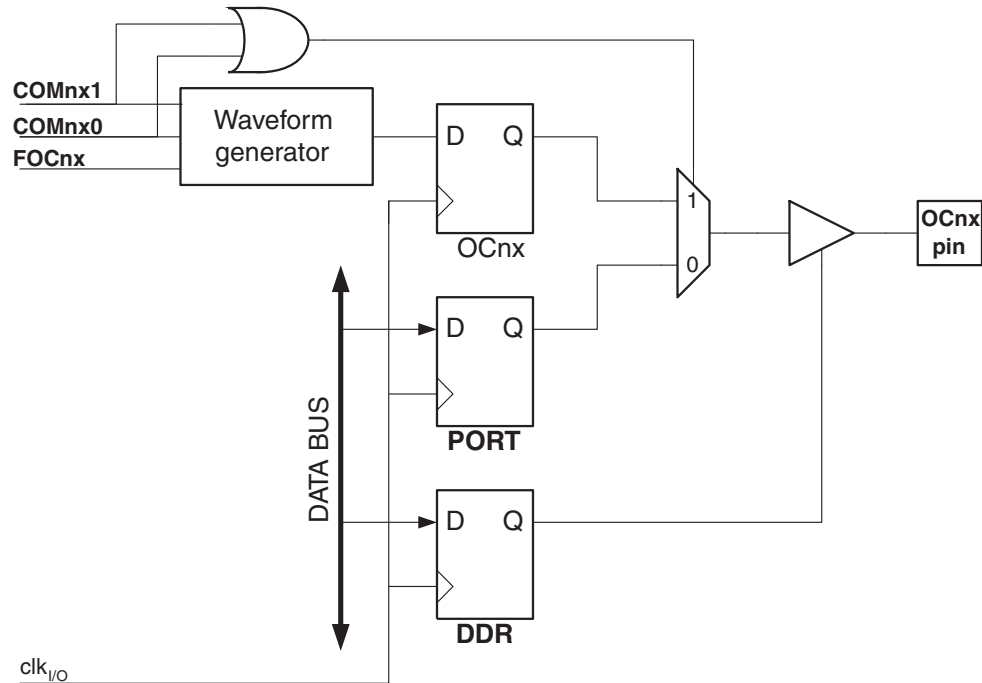 COMnx1
COMnx0
FOCnx
Waveform
generator
D Q
OCnx
1
0
OCnx
pin
D Q
PORT
DATA BUS
D Q
DDR
clkI/O